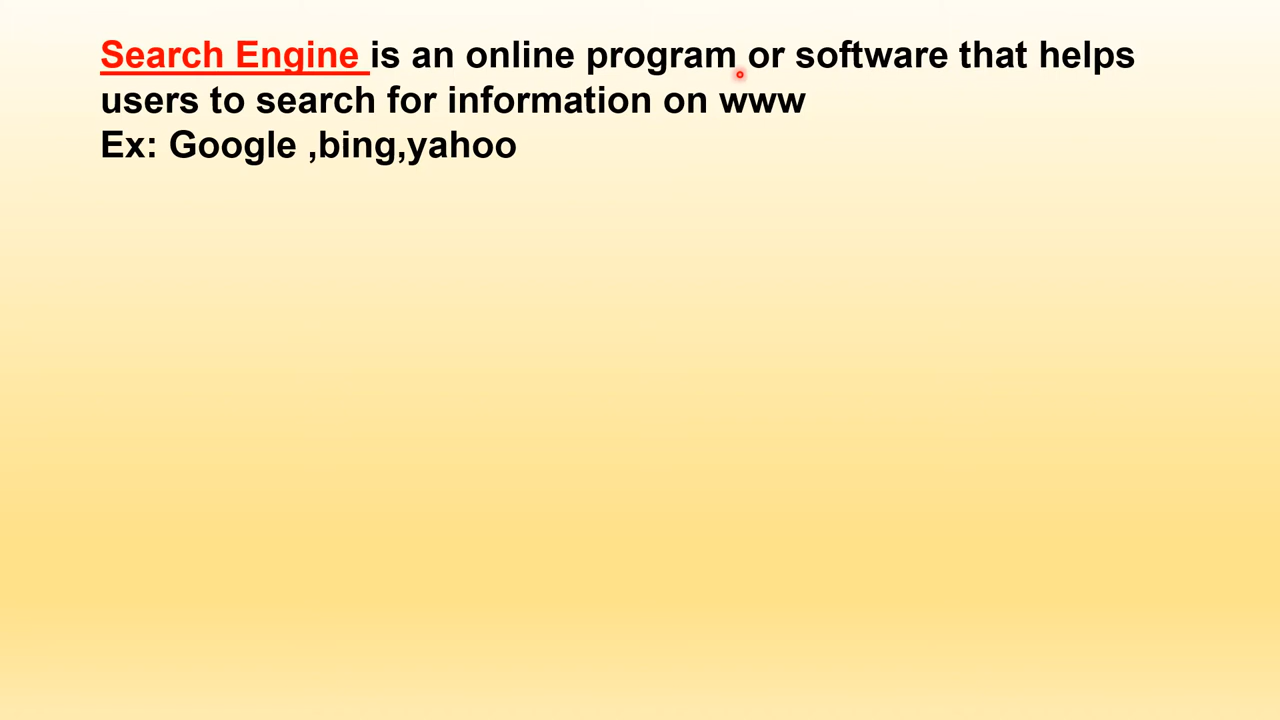 Search Engine is an online program or software that helps
users to search for information on www
Ex: Google ,bing,yahoo